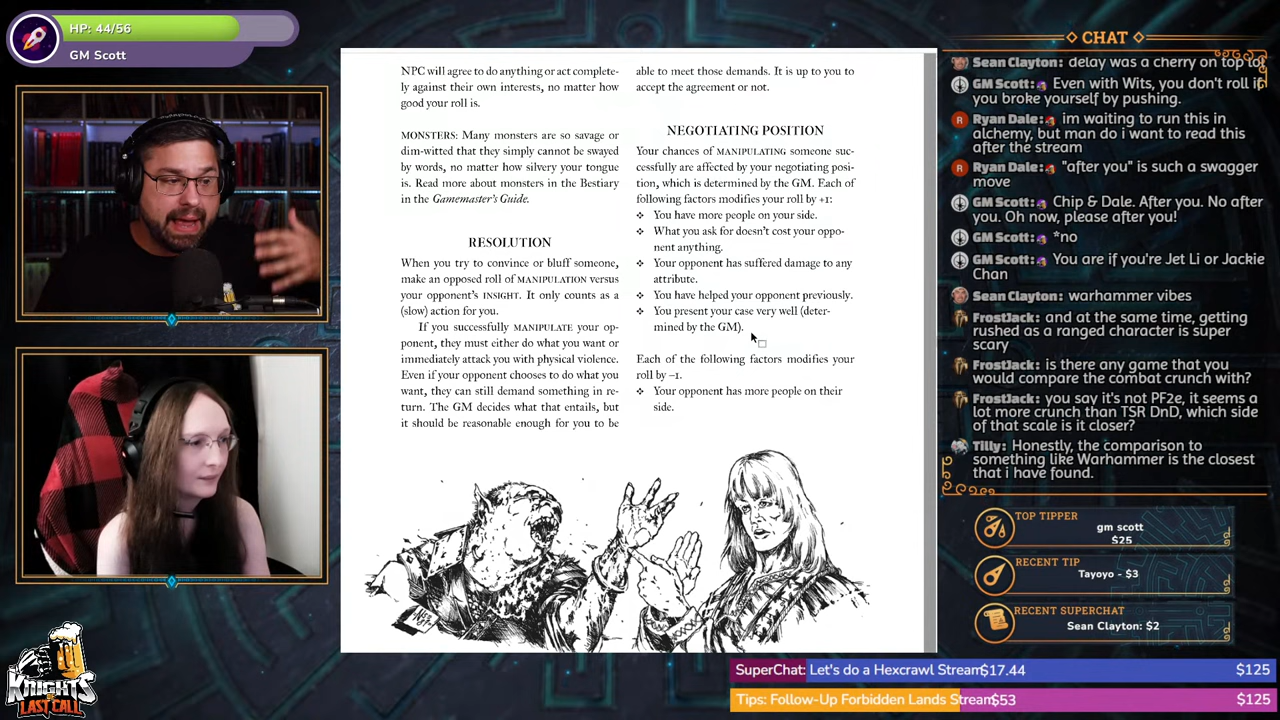 HP: 44/56
GM Scott
NPC will agree to do anything or act complete-
ly against their own interests, no matter how
good your roll is.
MONSTERS: Many monsters are so savage or
dim-witted that they simply cannot be swayed
by words, no matter how silvery your tongue
is. Read more about monsters in the Bestiary
in the Gamemaster's Guide.
RESOLUTION
When you try to convince or bluff someone,
make an opposed roll of MANIPULATION versus
your opponent's INSIGHT. It only counts as a
(slow) action for you.
If you successfully MANIPULATE your op-
ponent, they must either do what you want or
immediately attack you with physical violence.
Even if your opponent chooses to do what you
want, they can still demand something in re-
turn. The GM decides what that entails, but
it should be reasonable enough for you to be
able to meet those demands. It is up to you to
accept the agreement or not.
NEGOTIATING POSITION
Your chances of MANIPULATING someone suc-
cessfully are affected by your negotiating posi-
tion, which is determined by the GM. Each of
following factors modifies your roll by +1:
You have more people on your side.
What you ask for doesn't cost your oppo-
nent anything.
Your opponent has suffered damage to any
attribute.
You have helped your opponent previously.
You present your case very well (deter-
mined by the GM).
Each of the following factors modifies your
roll by −1.
Your opponent has more people on their
side.
CHAT
Sean Clayton: delay was a cherry on top lol
GM Scott: Even with Wits, you don't roll if
you broke yourself by pushing.
Ryan Dale: im waiting to run this in
alchemy, but man do i want to read this
after the stream
Ryan Dale: "after you" is such a swagger
move
GM Scott: Chip & Dale. After you. No after
you. Oh now, please after you!
GM Scott: *no
GM Scott: You are if you're Jet Li or Jackie
Chan
Sean Clayton: warhammer vibes
FrostJack: and at the same time, getting
rushed as a ranged character is super
scary
FrostJack: is there any game that you
would compare the combat crunch with?
FrostJack: you say it's not PF2e, it seems a
lot more crunch than TSR DnD, which side
of that scale is it closer?
Tilly: Honestly, the comparison to
something like Warhammer is the closest
that i have found.
TOP TIPPER
gm scott
$25
RECENT TIP
Tayoyo - $3
RECENT SUPERCHAT
Sean Clayton: $2
KNIGHTS
LAST CALL
SuperChat: Let's do a Hexcrawl Stream $17.44 $125
Tips: Follow-Up Forbidden Lands Stream $53 $125